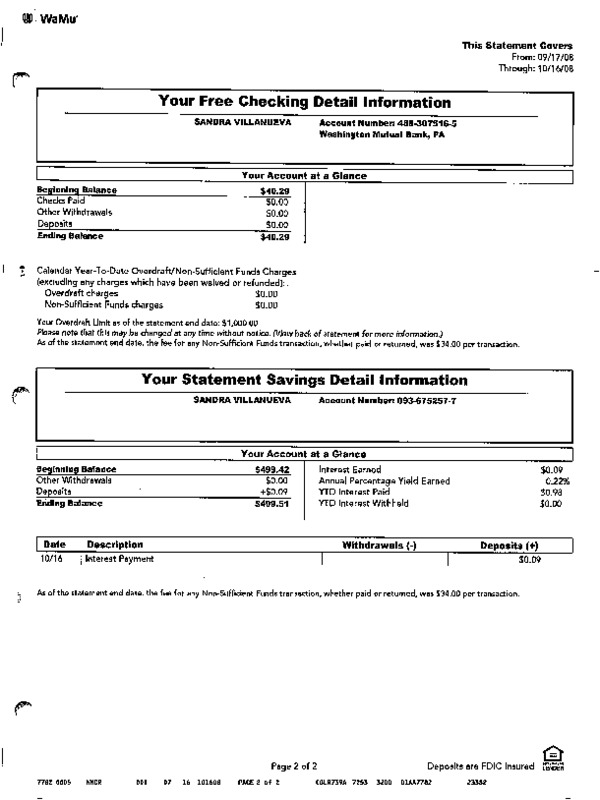 WaMu
This Statement Covers
From: 09/17/08
Through: 10/16/08
Your Free Checking Detail Information
SANDRA VILLANUEVA Account Number: 488-307516-5
Washington Mutual Bank, FA
Your Account at a Glance
Beginning Balance $40.29
Checks Paid $0.00
Other Withdrawals $0.00
Deposits $0.00
Ending Balance $40.29
Calendar Year-To-Date Overdraft/Non-Sufficient Funds Charges
(excluding any charges which have been waived or refunded):
Overdraft charges $0.00
Non-Sufficient Funds charges $0.00
Your Overdraft Limit as of the statement end date: $1,000.00
Please note that this may be changed at any time without notice. (View back of statement for more information.)
As of the statement end date, the fee for any Non-Sufficient Funds transaction, whether paid or returned, was $34.00 per transaction.
Your Statement Savings Detail Information
SANDRA VILLANUEVA Account Number: 093-675257-7
Your Account at a Glance
Beginning Balance $499.42 Interest Earned $0.09
Other Withdrawals $0.00 Annual Percentage Yield Earned 0.22%
Deposits +$0.09 YTD Interest Paid $0.98
Ending Balance $499.51 YTD Interest Withheld $0.00
Date Description Withdrawals (-) Deposits (+)
10/16 Interest Payment $0.09
As of the statement end date, the fee for any Non-Sufficient Funds transaction, whether paid or returned, was $34.00 per transaction.
Page 2 of 2 Deposits are FDIC Insured
07 16 101608 PAGE 2 of 2 7253 3200 01AA7782 23382